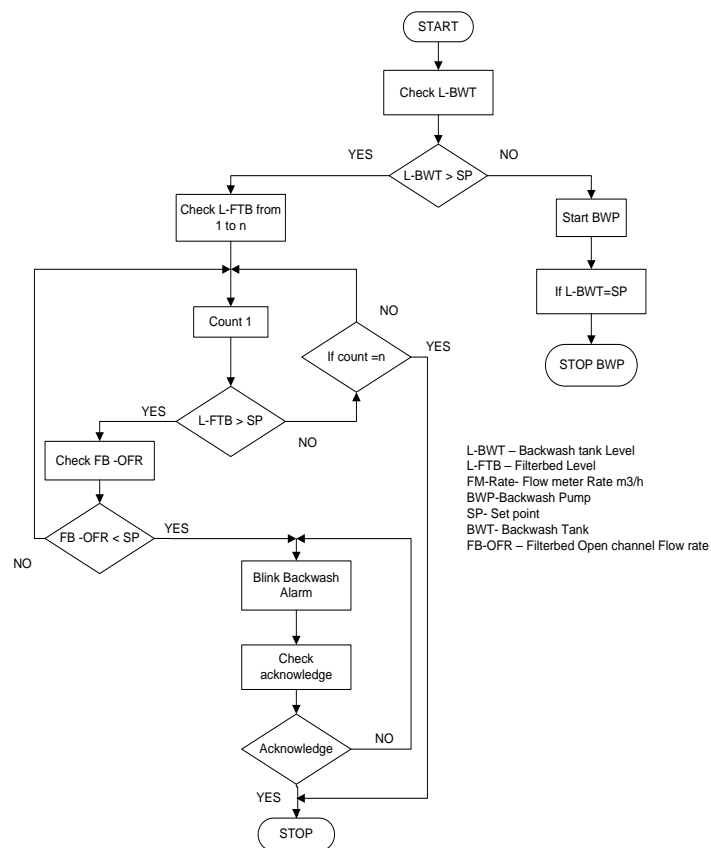 START
Check L-BWT
L-BWT > SP
YES
NO
Check L-FTB from
1 to n
Start BWP
If L-BWT=SP
STOP BWP
Count 1
NO
If count =n
YES
L-FTB > SP
YES
NO
Check FB -OFR
FB -OFR < SP
YES
NO
Blink Backwash
Alarm
Check
acknowledge
Acknowledge
NO
YES
STOP
L-BWT – Backwash tank Level
L-FTB – Filterbed Level
FM-Rate- Flow meter Rate m3/h
BWP-Backwash Pump
SP- Set point
BWT- Backwash Tank
FB-OFR – Filterbed Open channel Flow rate